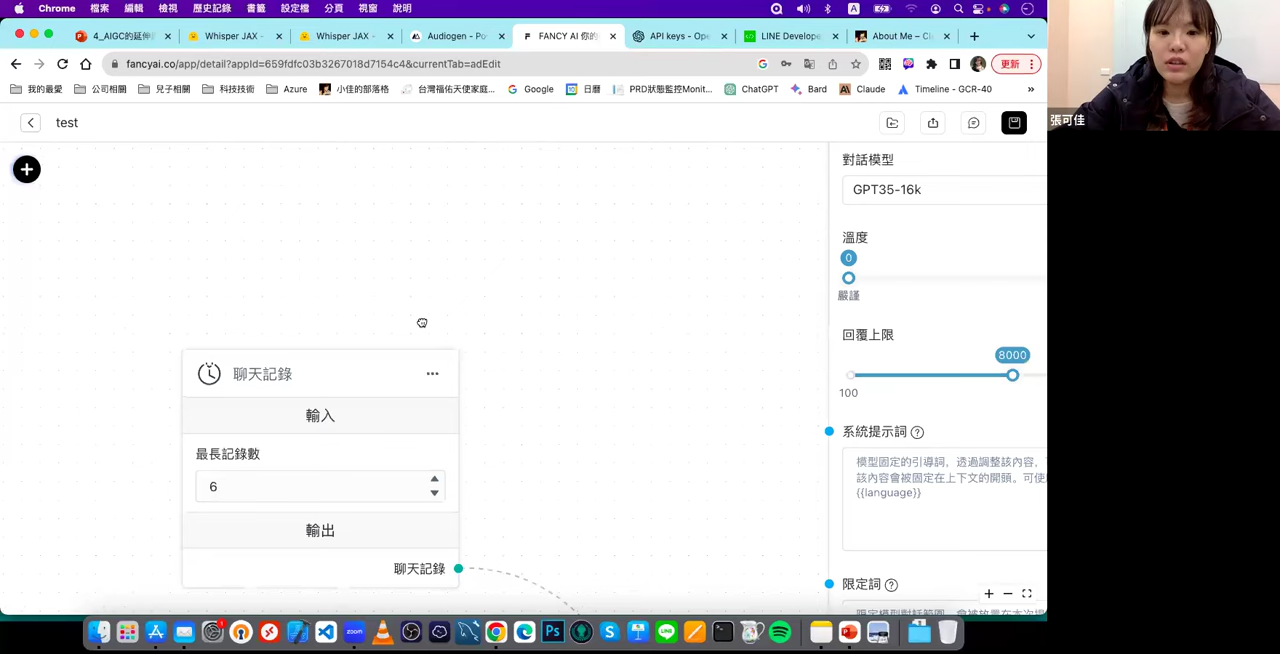 Chrome 檔案 編輯 檢視 歷史記錄 書籤 設定檔 分頁 視窗 說明
4_AIGC的延伸 Whisper JAX - Whisper JAX - Audiogen - Po FANCY AI 你的 API keys - Ope LINE Develope About Me – Cl
fancyai.co/app/detail?appId=659fdfc03b3267018d7154c4&currentTab=adEdit
更新
我的最愛 公司相關 兒子相關 科技技術 Azure 小佳的部落格 台灣福佑天使家庭... Google 日曆 PRD狀態監控Monit... ChatGPT Bard Claude Timeline - GCR-40 »
張可佳
test
對話模型
GPT35-16k
溫度
0
嚴謹
回覆上限
8000
100
聊天記錄
輸入
最長記錄數
6
輸出
聊天記錄
系統提示詞
模型固定的引導詞，透過調整該內容，
該內容會被固定在上下文的開頭。可使
{{language}}
限定詞
zoom
Ps
LINE